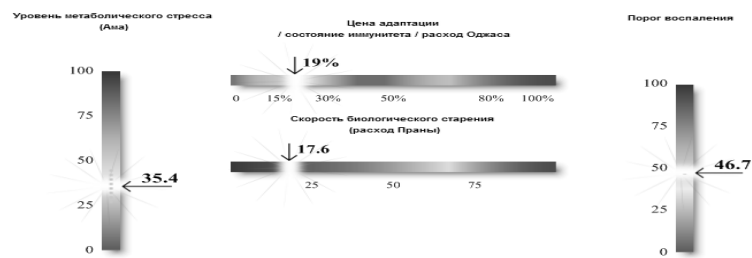 Уровень метаболического стресса
(Ама)
100
75
50
35.4
25
0
Цена адаптации
/ состояние иммунитета / расход Оджаса
19%
0 15% 30% 50% 80% 100%
Скорость биологического старения
(расход Праны)
17.6
25 50 75
Порог воспаления
100
75
50
46.7
25
0